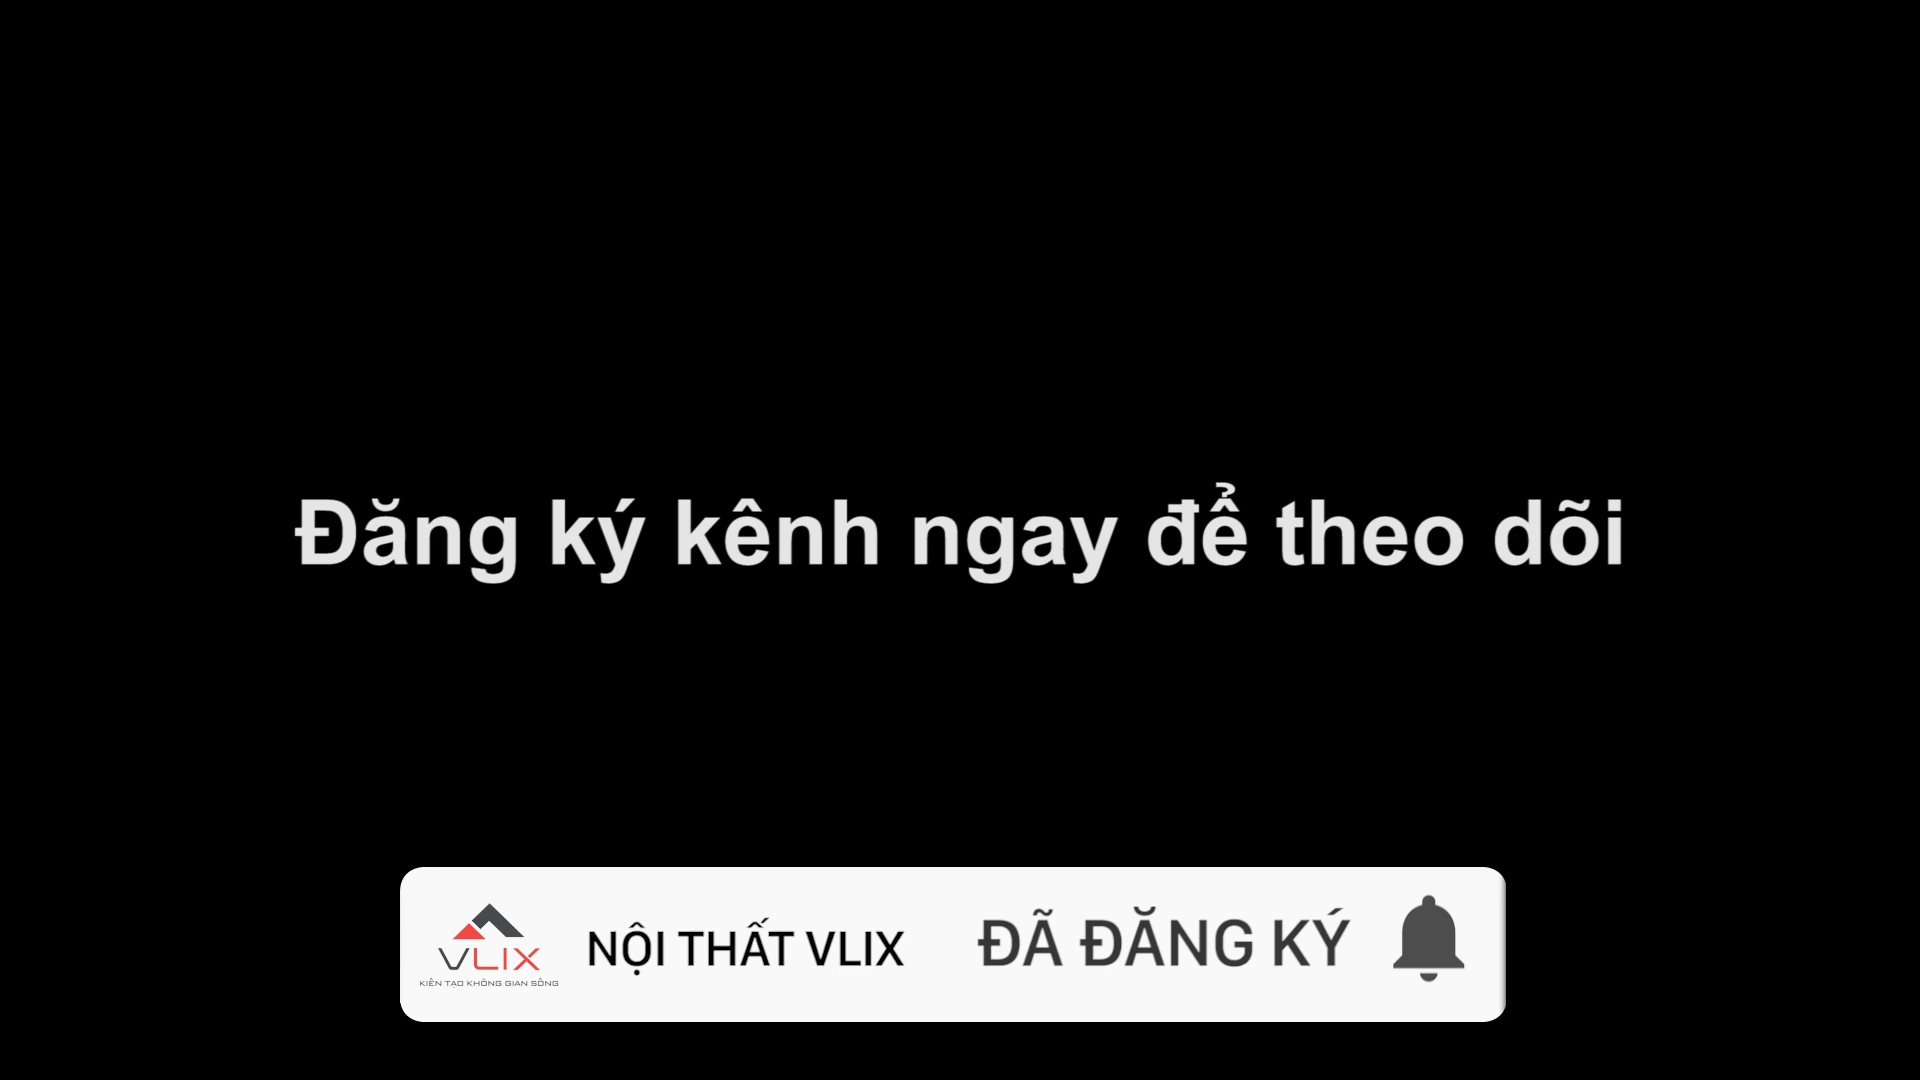 Đăng ký kênh ngay để theo dõi
VLIX
KIẾN TẠO KHÔNG GIAN SỐNG
NỘI THẤT VLIX
ĐÃ ĐĂNG KÝ